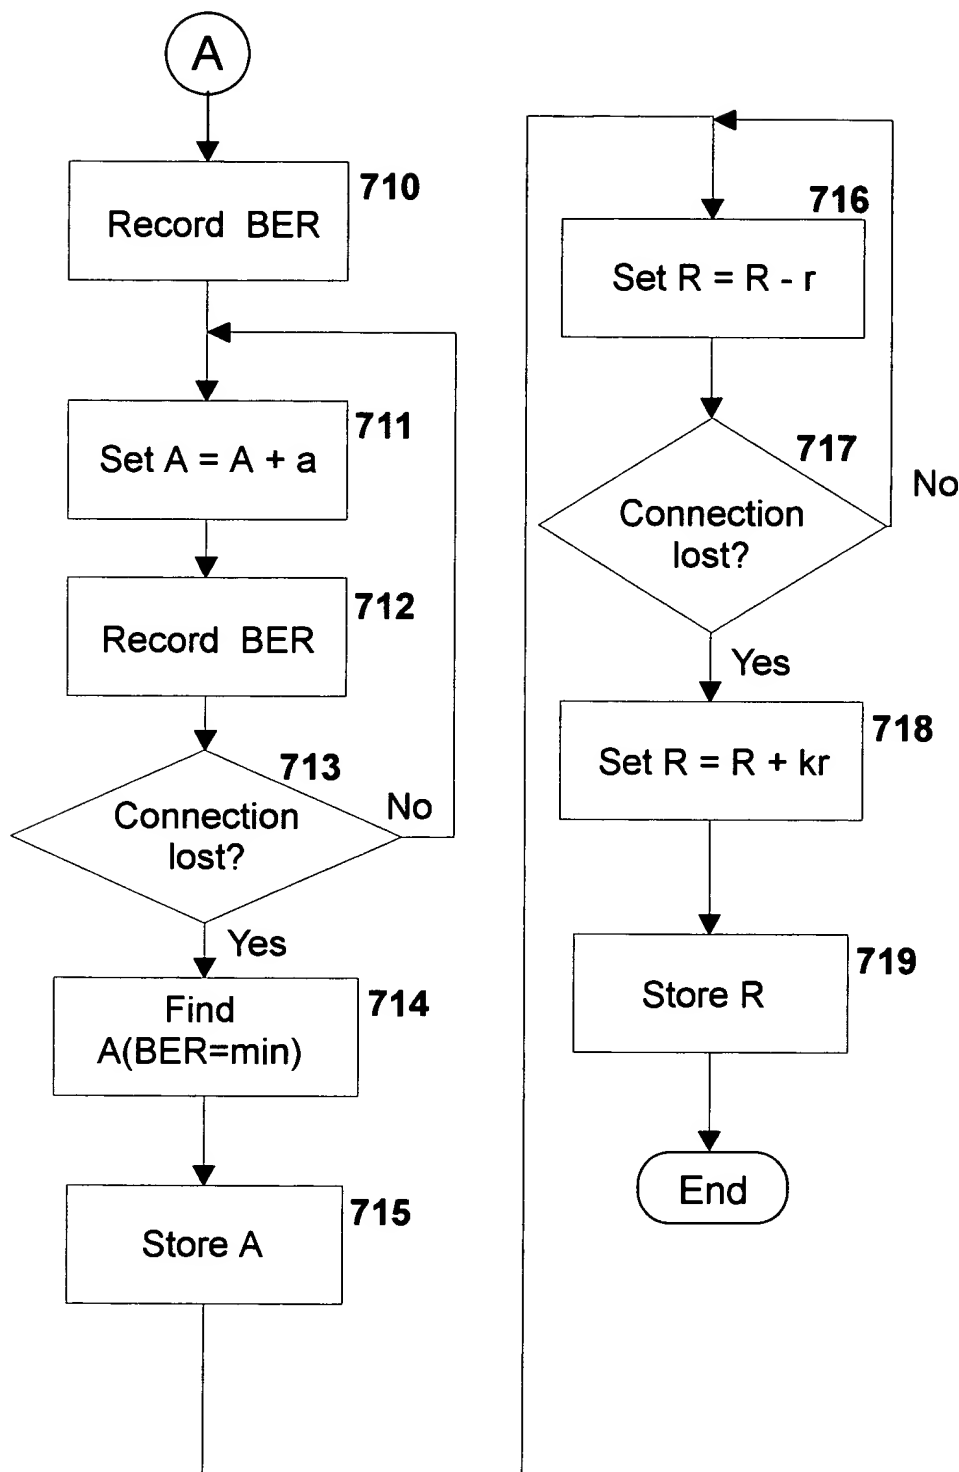 A
710
Record BER
711
Set A = A + a
712
Record BER
713
Connection
lost?
No
Yes
714
Find
A(BER=min)
715
Store A
716
Set R = R - r
717
Connection
lost?
No
Yes
718
Set R = R + kr
719
Store R
End